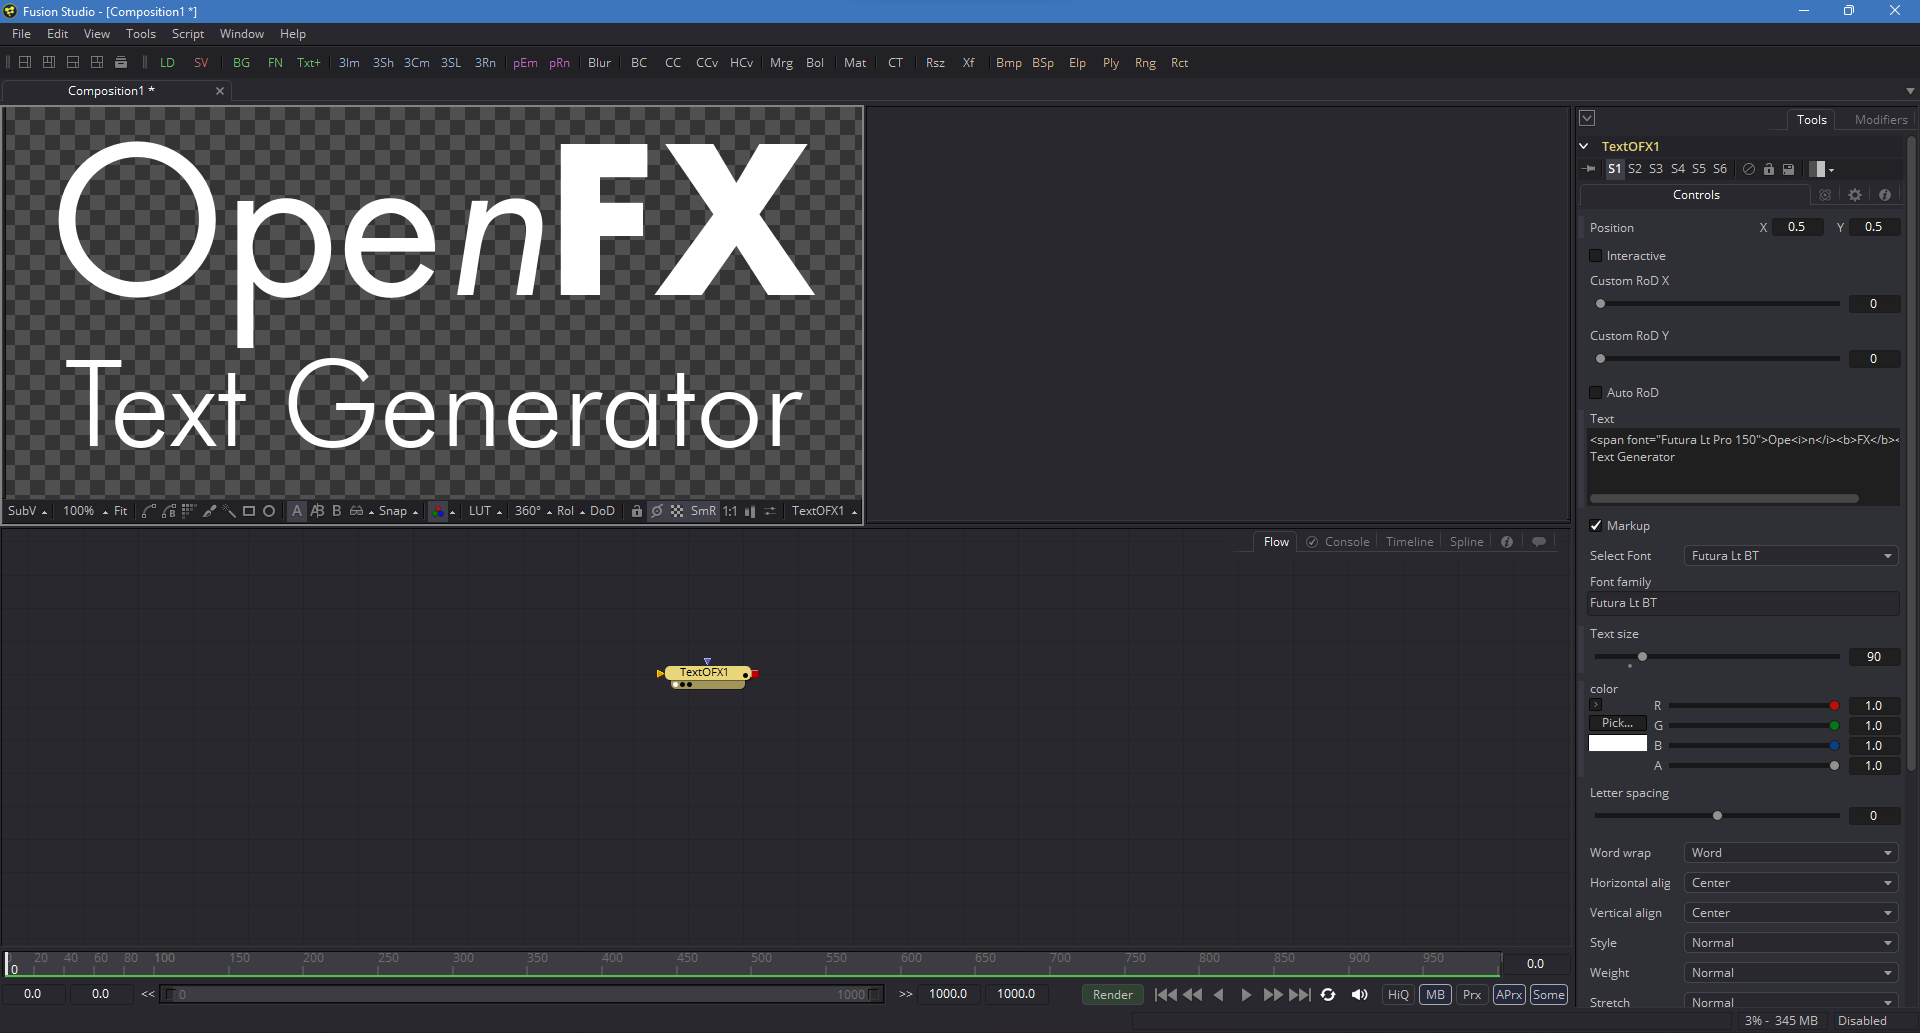 Fusion Studio - [Composition1 *]
File Edit View Tools Script Window Help
LD SV BG FN Txt+ 3Im 3Sh 3Cm 3SL 3Rn pEm pRn Blur BC CC CCv HCv Mrg Bol Mat CT Rsz Xf Bmp BSp Elp Ply Rng Rct
Composition1 *
OpenFX
Text Generator
SubV 100% Fit A B Snap LUT 360° RoI DoD SmR 1:1 TextOFX1
Flow Console Timeline Spline
TextOFX1
0 20 40 60 80 100 150 200 250 300 350 400 450 500 550 600 650 700 750 800 850 900 950
0.0
0.0 0.0 << 0 1000 >> 1000.0 1000.0 Render HiQ MB Prx APrx Some
Tools Modifiers
TextOFX1
S1 S2 S3 S4 S5 S6
Controls
Position X 0.5 Y 0.5
Interactive
Custom RoD X
0
Custom RoD Y
0
Auto RoD
Text
<span font="Futura Lt Pro 150">Ope<i>n</i><b>FX</b><
Text Generator
Markup
Select Font Futura Lt BT
Font family
Futura Lt BT
Text size
90
color
R 1.0
Pick... G 1.0
B 1.0
A 1.0
Letter spacing
0
Word wrap Word
Horizontal alig Center
Vertical align Center
Style Normal
Weight Normal
Stretch Normal
3% - 345 MB Disabled